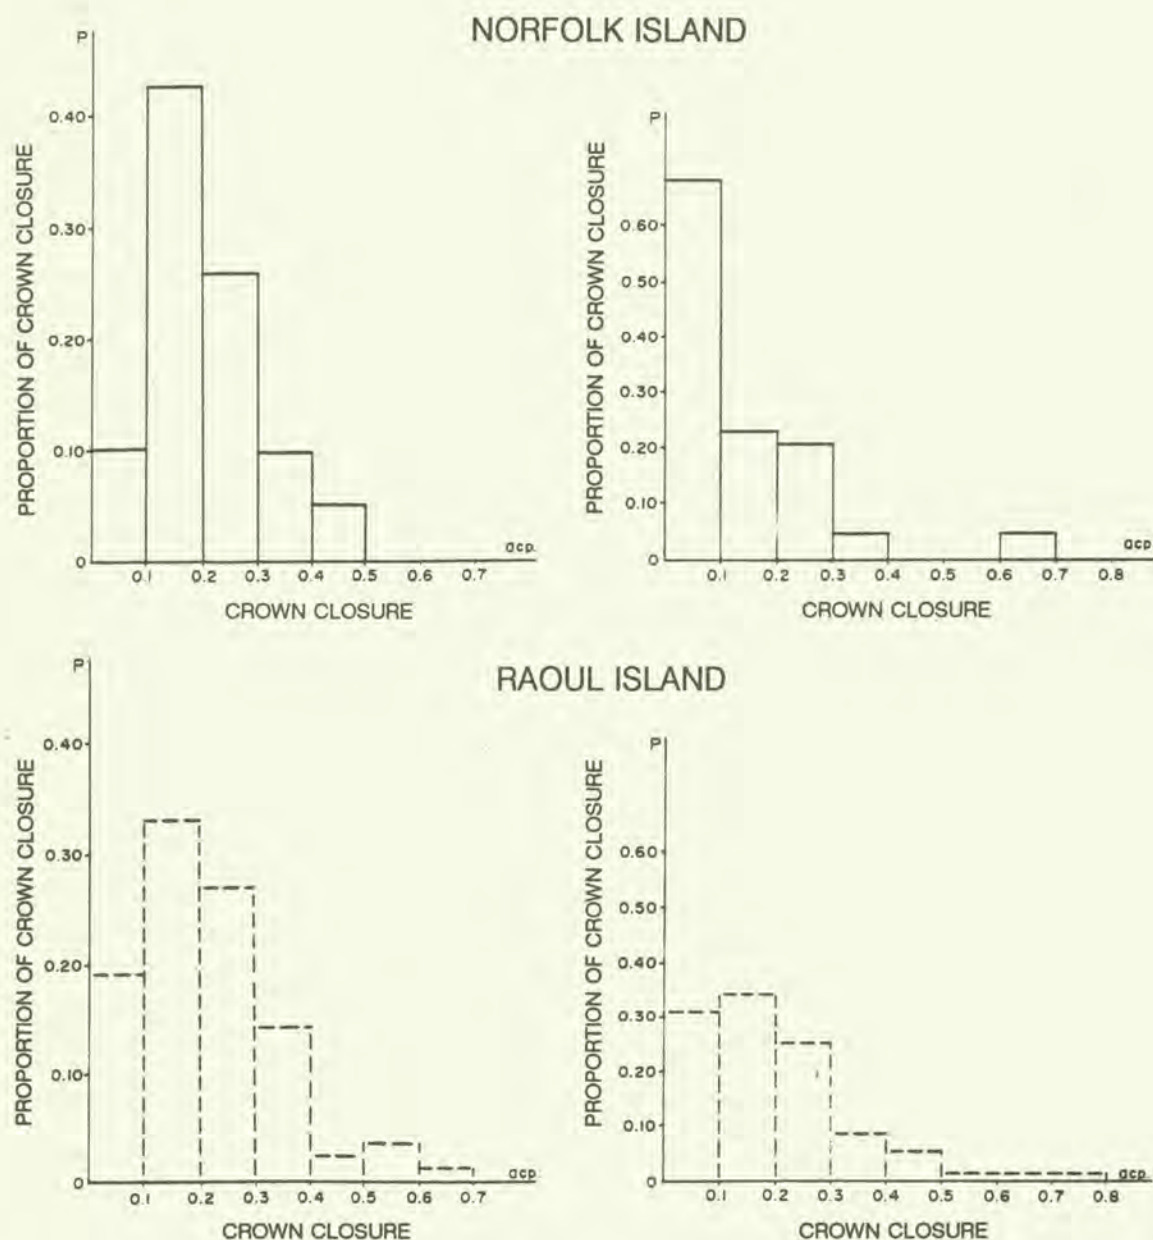 NORFOLK ISLAND
P
0.40
0.30
0.20
0.10
0
PROPORTION OF CROWN CLOSURE
0.1 0.2 0.3 0.4 0.5 0.6 0.7
acp.
CROWN CLOSURE
P
0.60
0.50
0.40
0.30
0.20
0.10
0
PROPORTION OF CROWN CLOSURE
0.1 0.2 0.3 0.4 0.5 0.6 0.7 0.8
acp.
CROWN CLOSURE
RAOUL ISLAND
P
0.40
0.30
0.20
0.10
0
PROPORTION OF CROWN CLOSURE
0.1 0.2 0.3 0.4 0.5 0.6 0.7
acp.
CROWN CLOSURE
P
0.60
0.50
0.40
0.30
0.20
0.10
0
PROPORTION OF CROWN CLOSURE
0.1 0.2 0.3 0.4 0.5 0.6 0.7 0.8
acp.
CROWN CLOSURE